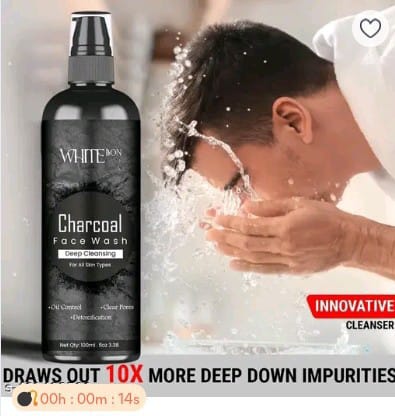 WHITE
Charcoal
Face Wash
Deep Cleansing
For All Skin Types
•Oil Control •Clear Pores
•Detoxification
Net Qty: 100ml
INNOVATIVE
CLEANSER
DRAWS OUT 10X MORE DEEP DOWN IMPURITIES
00h : 00m : 14s